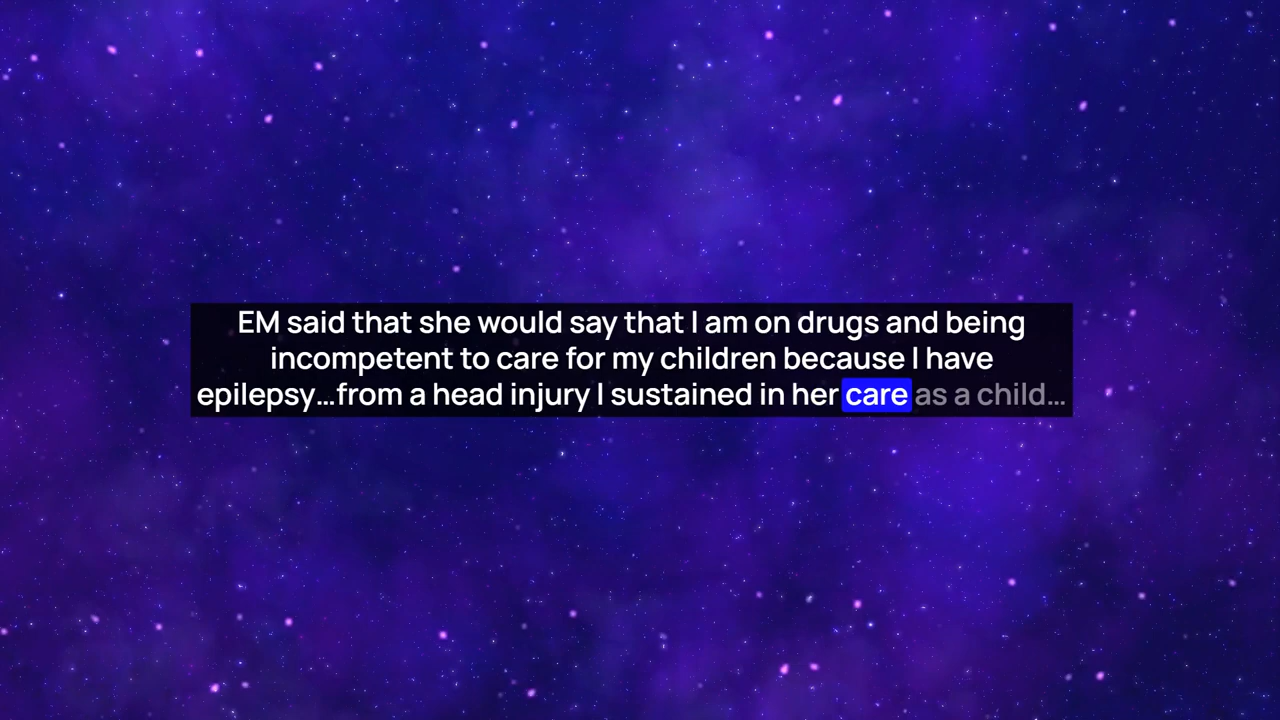 EM said that she would say that I am on drugs and being
incompetent to care for my children because I have
epilepsy…from a head injury I sustained in her care as a child…